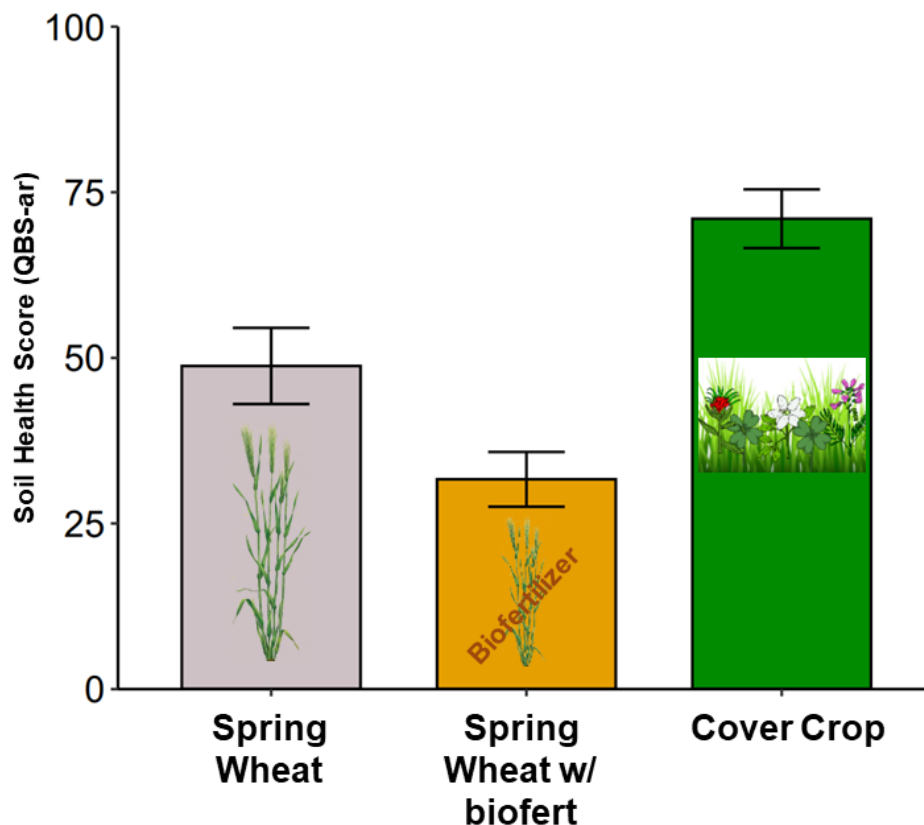 100
75
50
25
0
Soil Health Score (QBS-ar)
Biofertilizer
Spring
Wheat
Spring
Wheat w/
biofert
Cover Crop